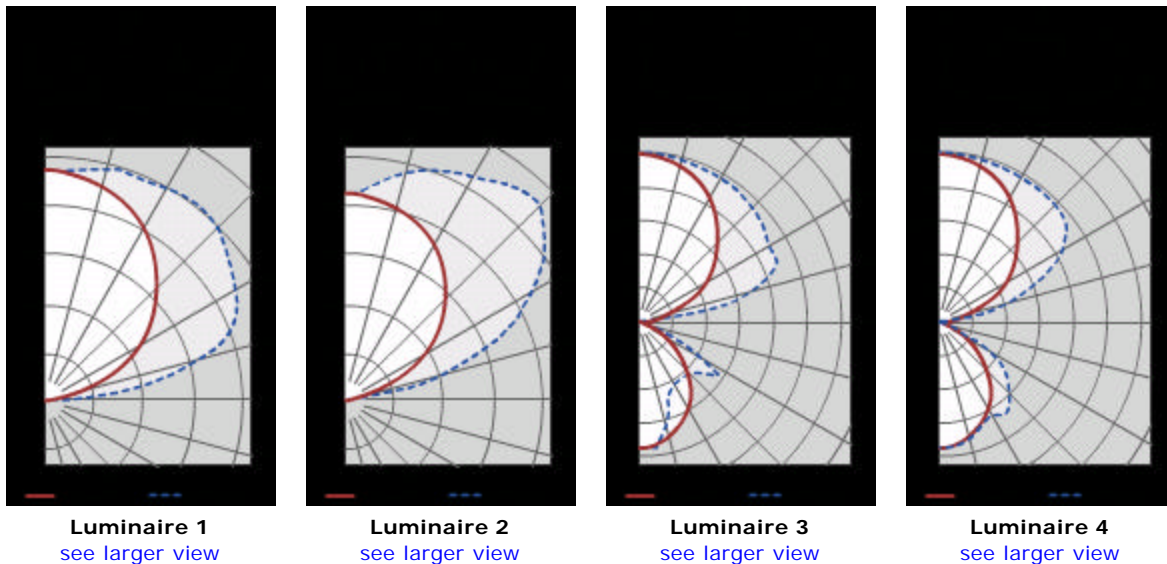 Luminaire 1
see larger view
Luminaire 2
see larger view
Luminaire 3
see larger view
Luminaire 4
see larger view